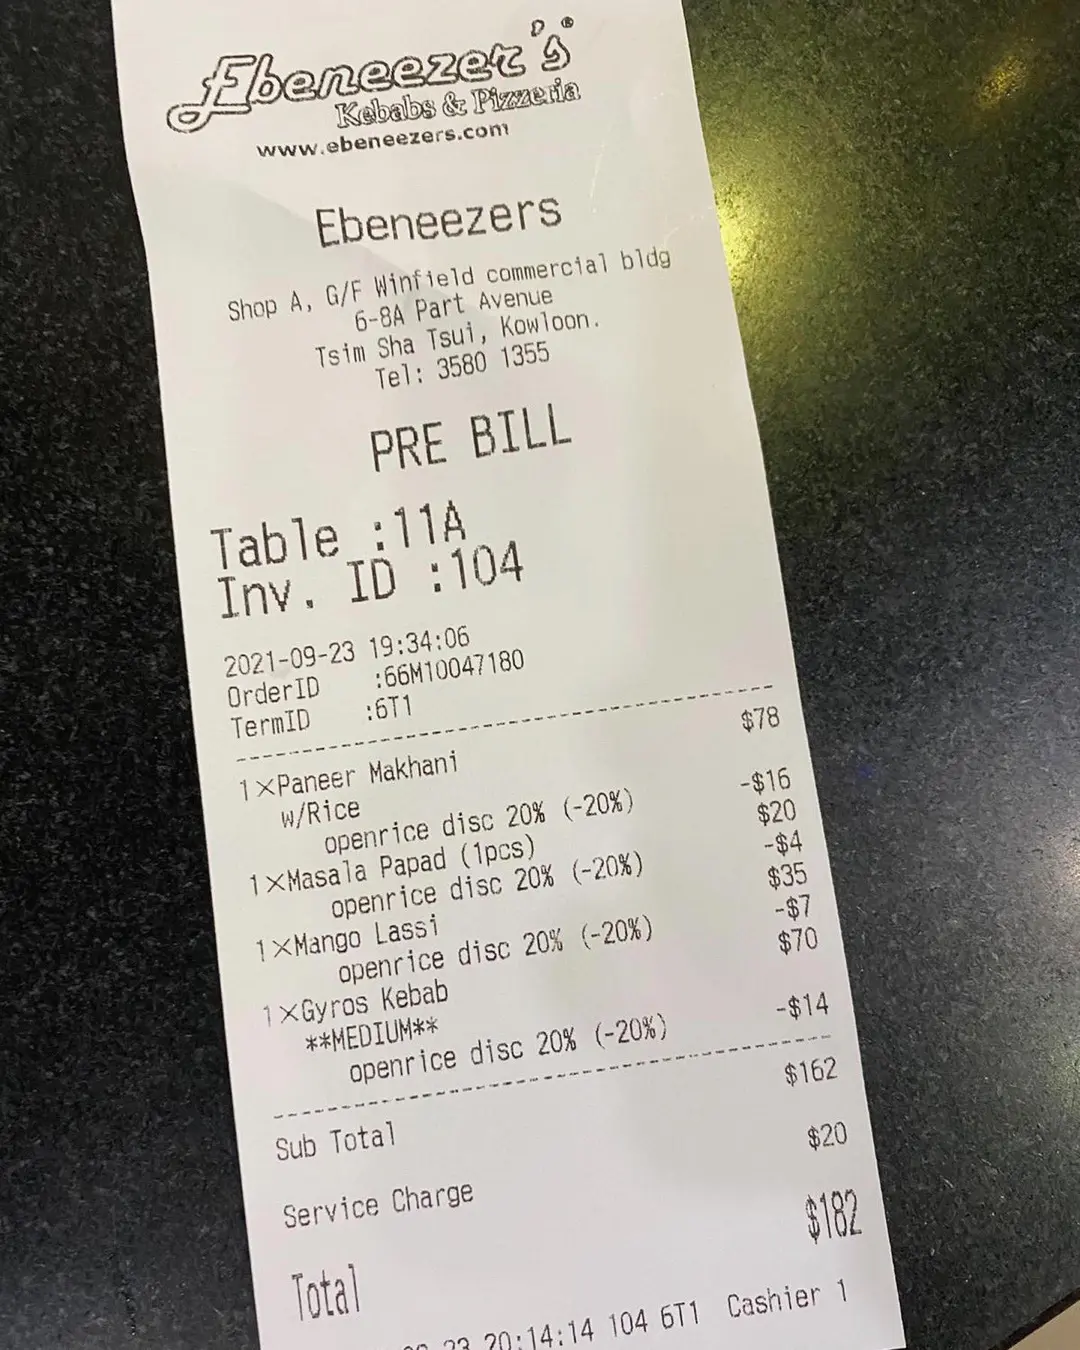 Ebeneezer's®
Kebabs & Pizzeria
www.ebeneezers.com
Ebeneezers
Shop A, G/F Winfield commercial bldg
6-8A Part Avenue
Tsim Sha Tsui, Kowloon.
Tel: 3580 1355
PRE BILL
Table :11A
Inv. ID :104
2021-09-23 19:34:06
OrderID :66M10047180
TermID :6T1
1×Paneer Makhani $78
w/Rice
openrice disc 20% (-20%) -$16
1×Masala Papad (1pcs) $20
openrice disc 20% (-20%) -$4
1×Mango Lassi $35
openrice disc 20% (-20%) -$7
1×Gyros Kebab $70
**MEDIUM**
openrice disc 20% (-20%) -$14
Sub Total $162
Service Charge $20
Total $182
23 20:14:14 104 6T1 Cashier 1